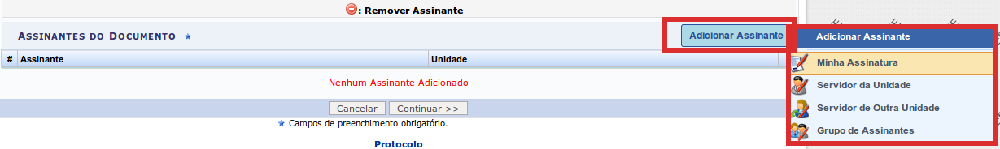 : Remover Assinante
ASSINANTES DO DOCUMENTO
Adicionar Assinante
Adicionar Assinante
# Assinante Unidade
Minha Assinatura
Nenhum Assinante Adicionado
Servidor da Unidade
Cancelar Continuar >>
Servidor de Outra Unidade
Campos de preenchimento obrigatório.
Grupo de Assinantes
Protocolo